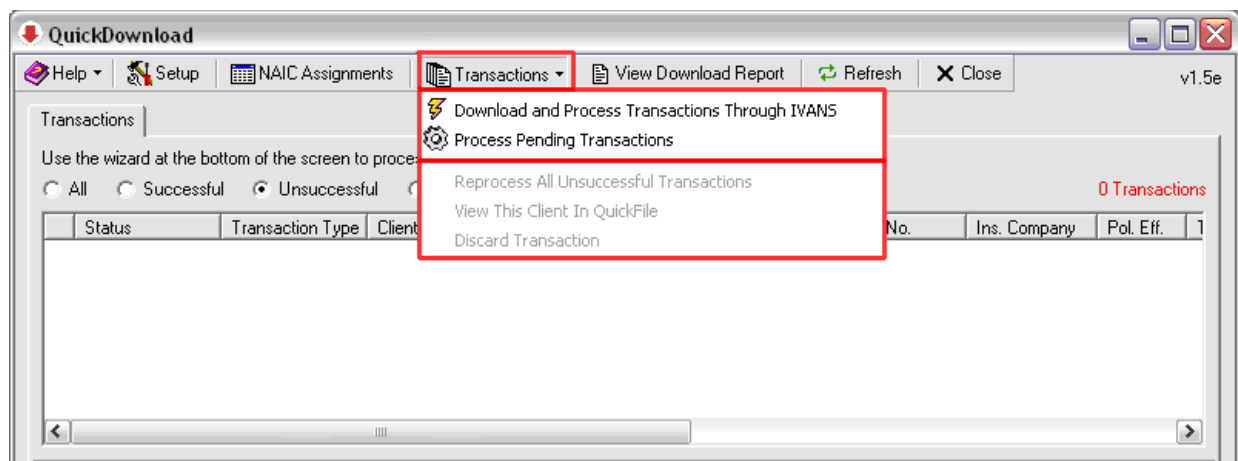 QuickDownload
Help Setup NAIC Assignments Transactions View Download Report Refresh Close v1.5e
Transactions
Download and Process Transactions Through IVANS
Process Pending Transactions
Use the wizard at the bottom of the screen to
All Successful Unsuccessful
Reprocess All Unsuccessful Transactions
View This Client In QuickFile
Discard Transaction
0 Transactions
Status Transaction Type Client No. Ins. Company Pol. Eff.